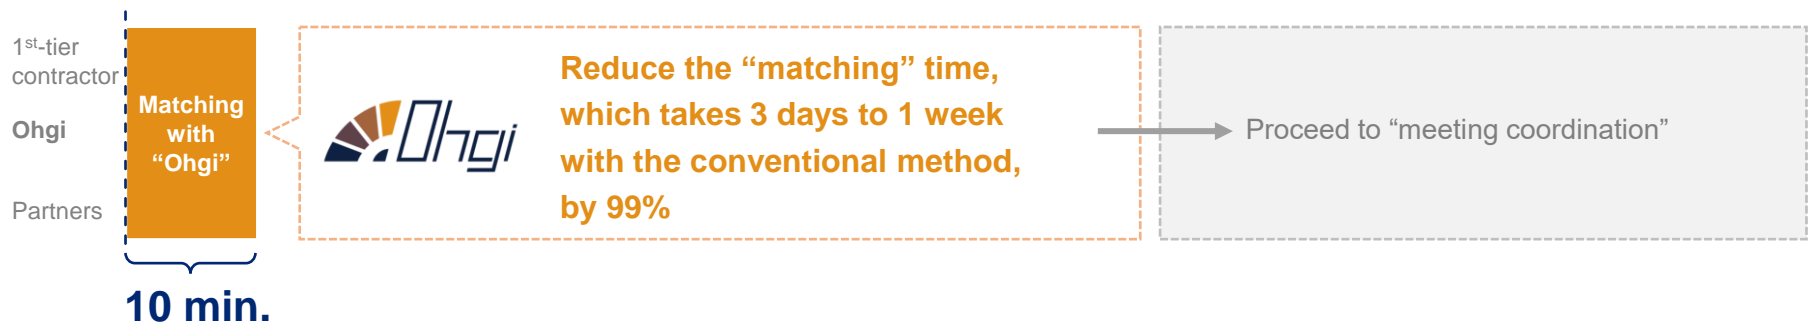 1st-tier
contractor
Ohgi
Partners
Matching
with
“Ohgi”
10 min.
Ohgi
Reduce the “matching” time,
which takes 3 days to 1 week
with the conventional method,
by 99%
Proceed to “meeting coordination”